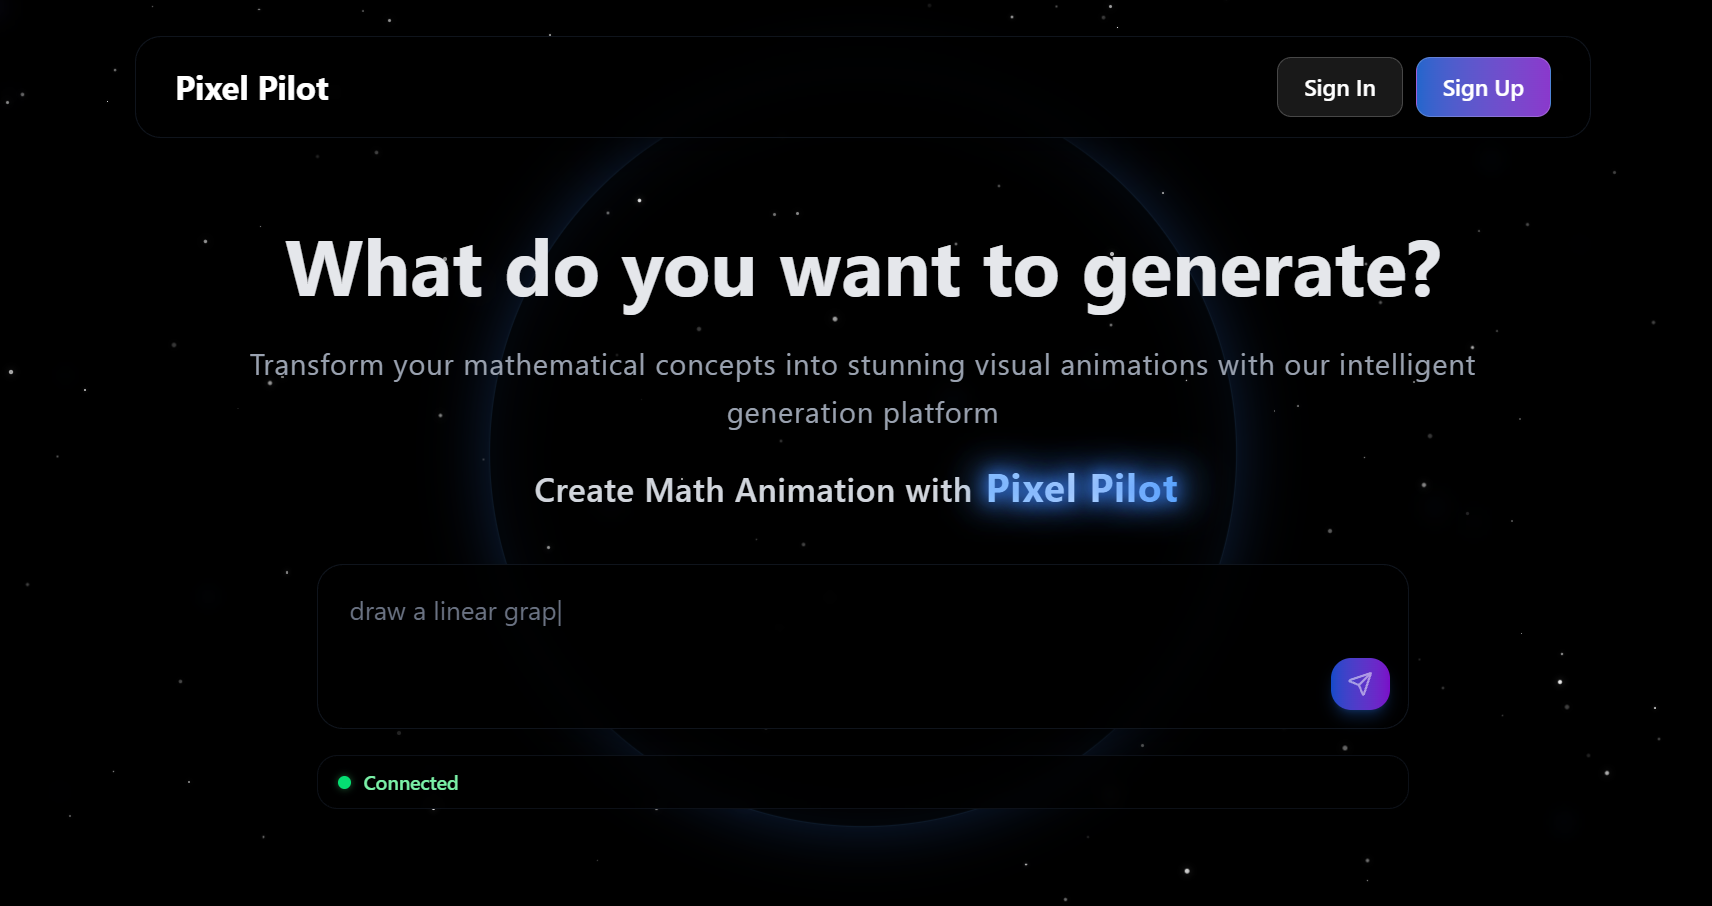 Pixel Pilot
Sign In
Sign Up
What do you want to generate?
Transform your mathematical concepts into stunning visual animations with our intelligent
generation platform
Create Math Animation with Pixel Pilot
draw a linear grap|
Connected